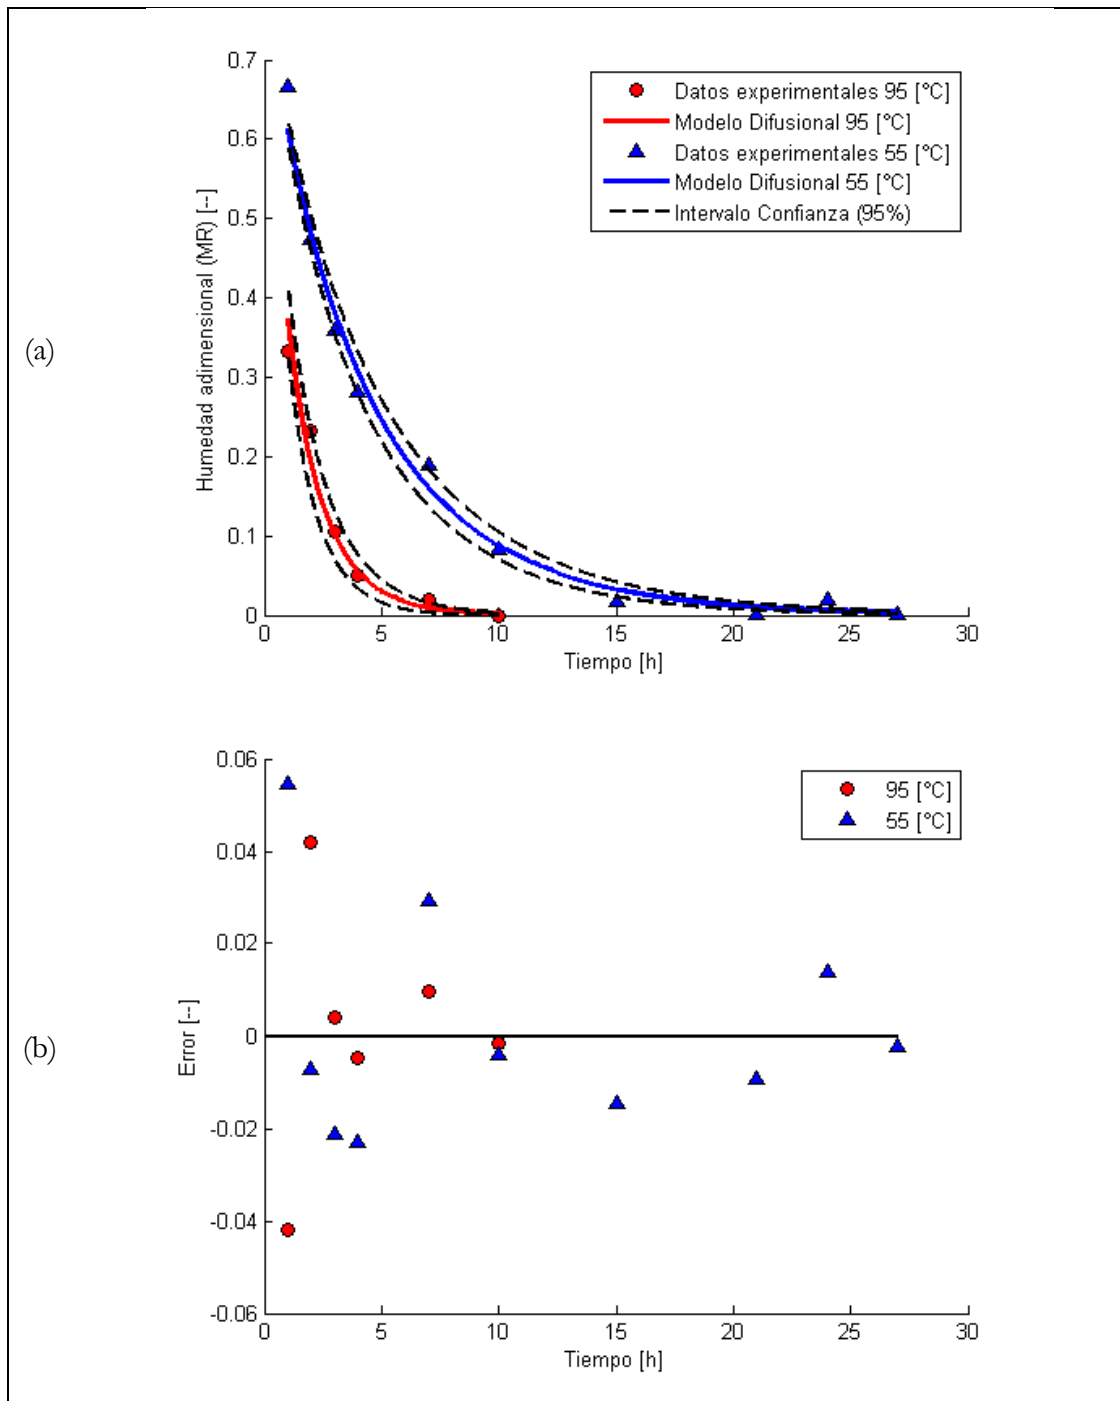 (a)
Humedad adimensional (MR) [--]
0.7
0.6
0.5
0.4
0.3
0.2
0.1
0
Datos experimentales 95 [°C]
Modelo Difusional 95 [°C]
Datos experimentales 55 [°C]
Modelo Difusional 55 [°C]
Intervalo Confianza (95%)
0 5 10 15 20 25 30
Tiempo [h]
(b)
Error [--]
0.06
0.04
0.02
0
-0.02
-0.04
-0.06
95 [°C]
55 [°C]
0 5 10 15 20 25 30
Tiempo [h]